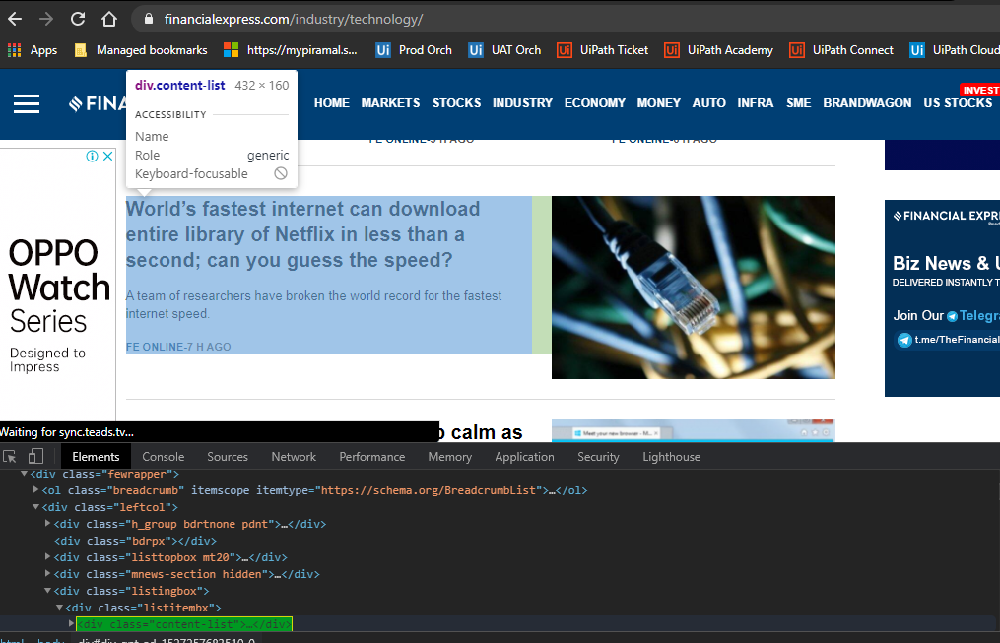 financialexpress.com/industry/technology/
Apps Managed bookmarks https://mypiramal.s... Ui Prod Orch Ui UAT Orch Ui UiPath Ticket Ui UiPath Academy Ui UiPath Connect Ui UiPath Cloud
div.content-list 432 × 160
ACCESSIBILITY
Name
Role generic
Keyboard-focusable
FINA
HOME MARKETS STOCKS INDUSTRY ECONOMY MONEY AUTO INFRA SME BRANDWAGON US STOCKS
INVEST
World's fastest internet can download
entire library of Netflix in less than a
second; can you guess the speed?
A team of researchers have broken the world record for the fastest
internet speed.
FE ONLINE-7 H AGO
OPPO
Watch
Series
Designed to
Impress
FINANCIAL EXPR
Biz News & U
DELIVERED INSTANTLY T
Join Our Telegra
t.me/TheFinancial
calm as
Waiting for sync.teads.tv...
Elements Console Sources Network Performance Memory Application Security Lighthouse
▼<div class="fewrapper">
▶<ol class="breadcrumb" itemscope itemtype="https://schema.org/BreadcrumbList">…</ol>
▼<div class="leftcol">
▶<div class="h_group bdrtnone pdnt">…</div>
<div class="bdrpx"></div>
▶<div class="listtopbox mt20">…</div>
▶<div class="mnews-section hidden">…</div>
▼<div class="listingbox">
▼<div class="listitembx">
▶<div class="content-list">…</div>